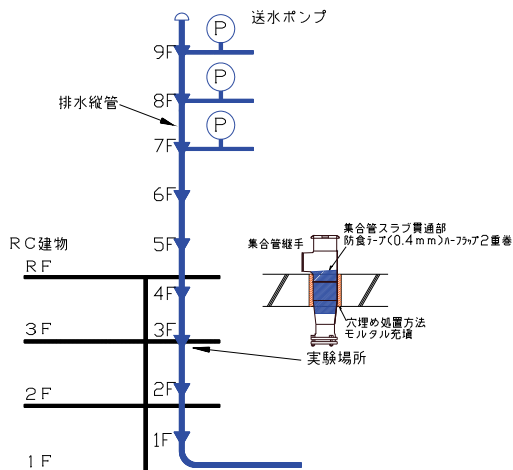 送水ポンプ
P
9F
P
8F
排水縦管
P
7F
6F
5F
集合管スラブ貫通部
防食テープ(0.4mm)ハーフラップ2重巻
集合管継手
RC建物
RF
4F
穴埋め処置方法
モルタル充填
3F
3F
実験場所
2F
2F
1F
1F